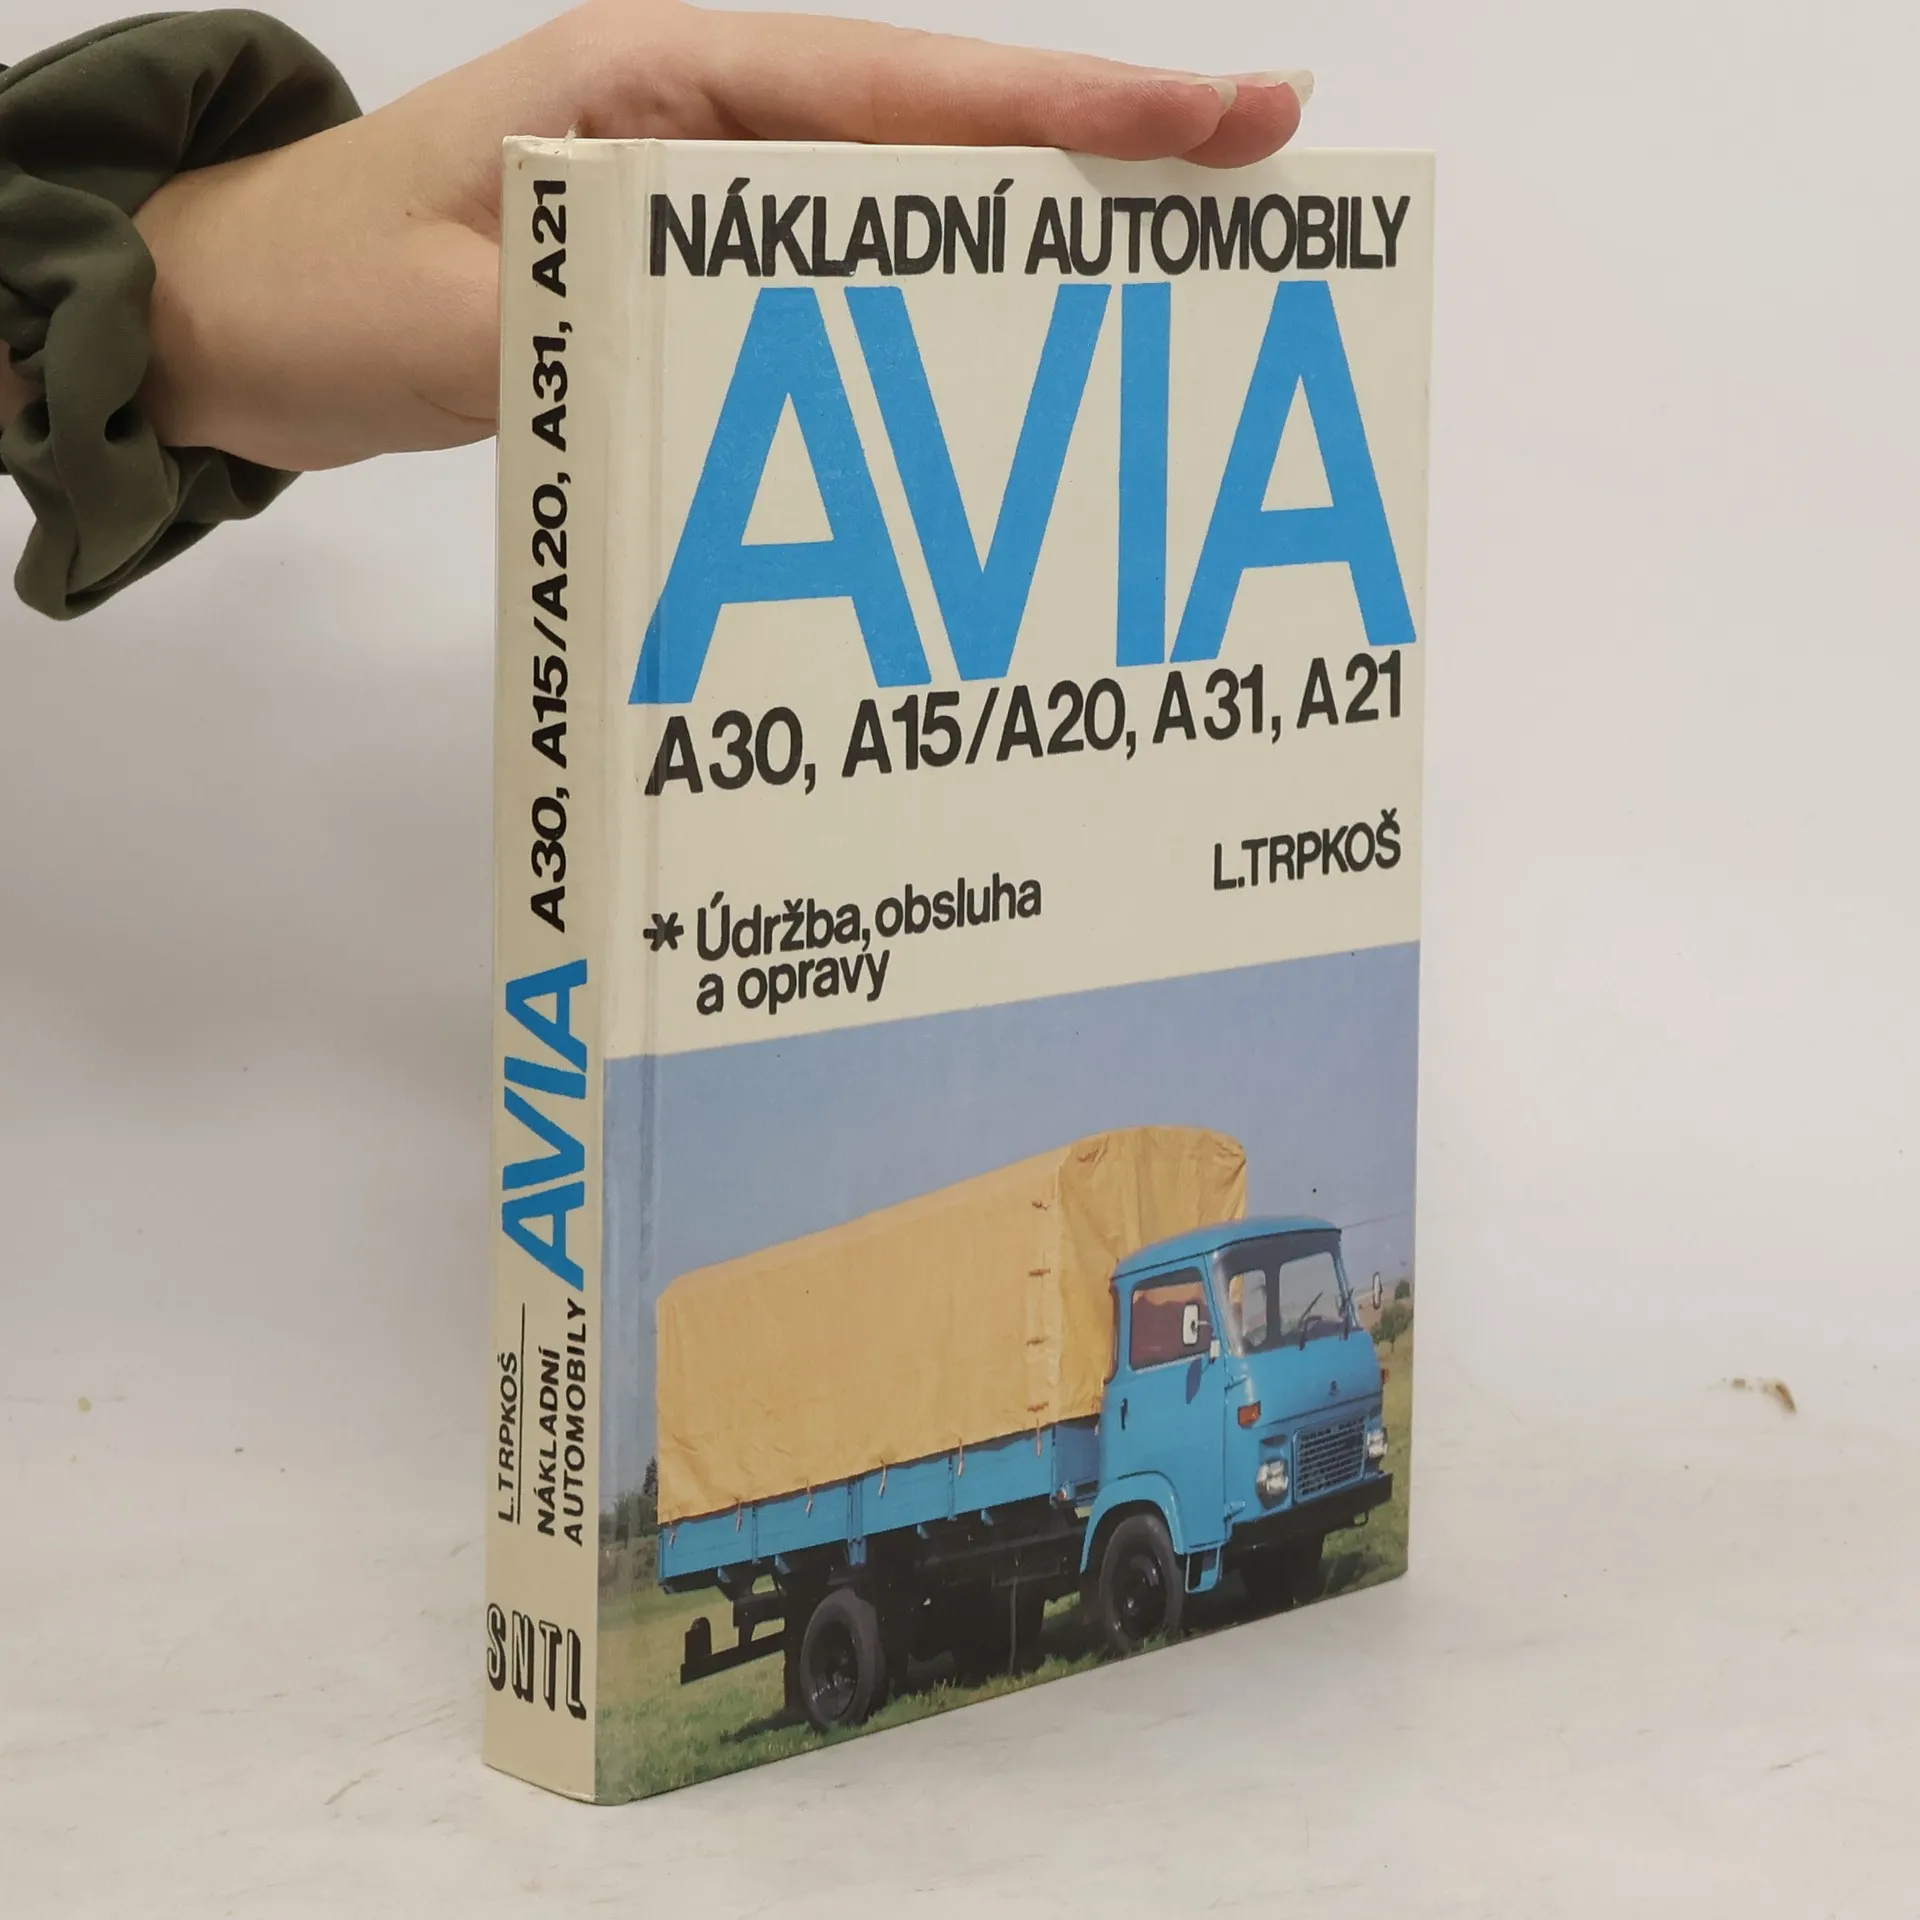 NÁKLADNÍ AUTOMOBILY
AVIA
A30, A15/A20, A31, A21
L.TRPKOŠ
* Údržba, obsluha
a opravy
L.TRPKOŠ
NÁKLADNÍ
AUTOMOBILY
AVIA
A30, A15/A20, A31, A21
SNTL